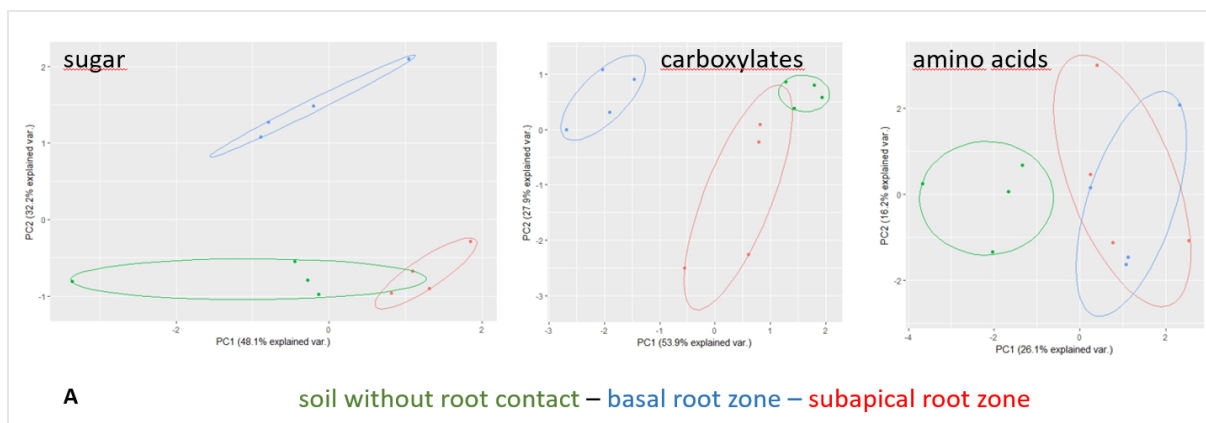 sugar
2
1
0
-1
-2
0
2
PC2 (32.2% explained var.)
PC1 (48.1% explained var.)
carboxylates
1
0
-1
-2
-3
-3
-2
-1
0
1
2
PC2 (27.9% explained var.)
PC1 (53.9% explained var.)
amino acids
2
0
-2
-4
-2
0
2
PC2 (16.2% explained var.)
PC1 (26.1% explained var.)
A
soil without root contact – basal root zone – subapical root zone